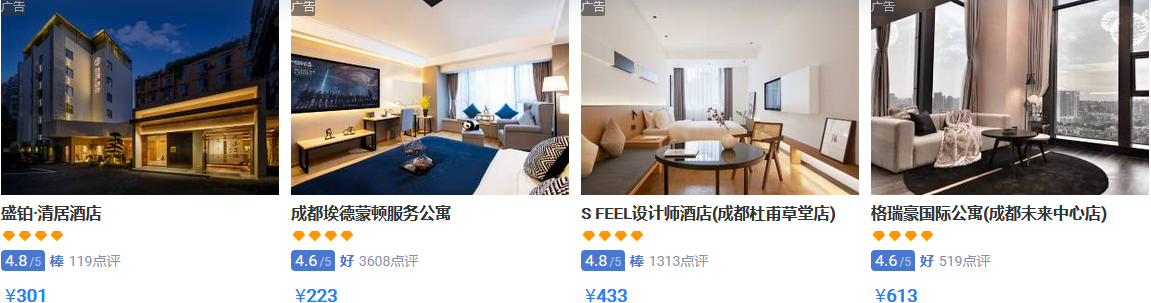 广告
盛铂·清居酒店
4.8/5 棒 119点评
¥301
广告
成都埃德蒙顿服务公寓
4.6/5 好 3608点评
¥223
广告
S FEEL设计师酒店(成都杜甫草堂店)
4.8/5 棒 1313点评
¥433
广告
格瑞豪国际公寓(成都未来中心店)
4.6/5 好 519点评
¥613